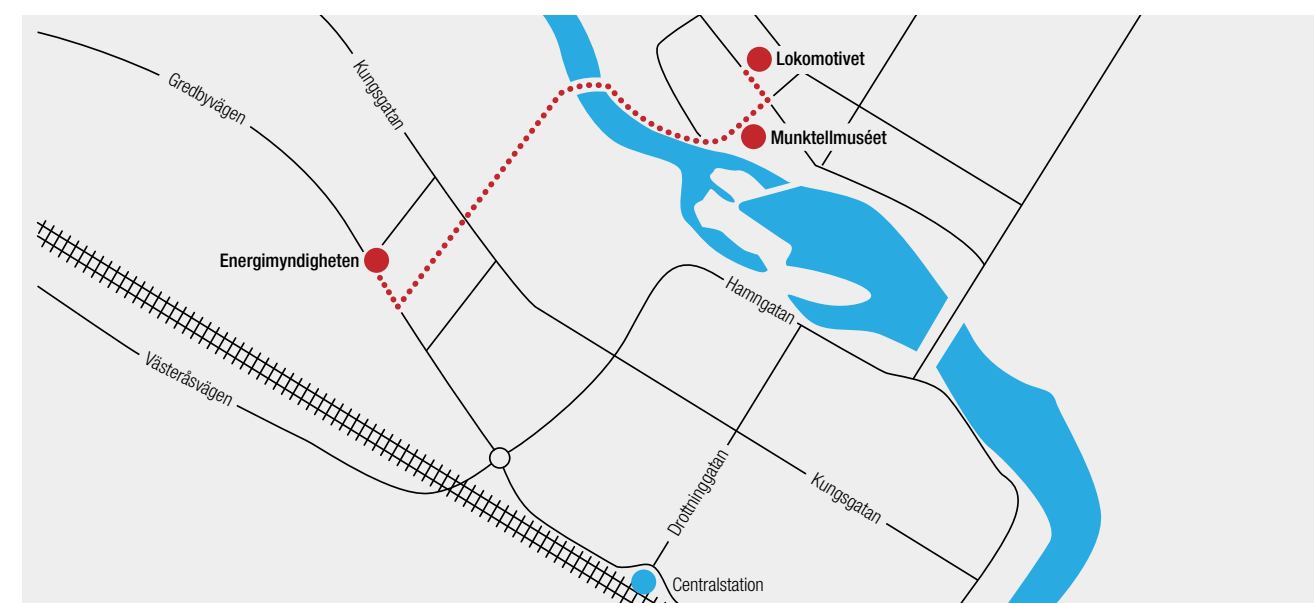 Lokomotivet
Gredbyvägen
Kungsgatan
Munktellmuséet
Energimyndigheten
Hamngatan
Västeråsvägen
Drottninggatan
Kungsgatan
Centralstation